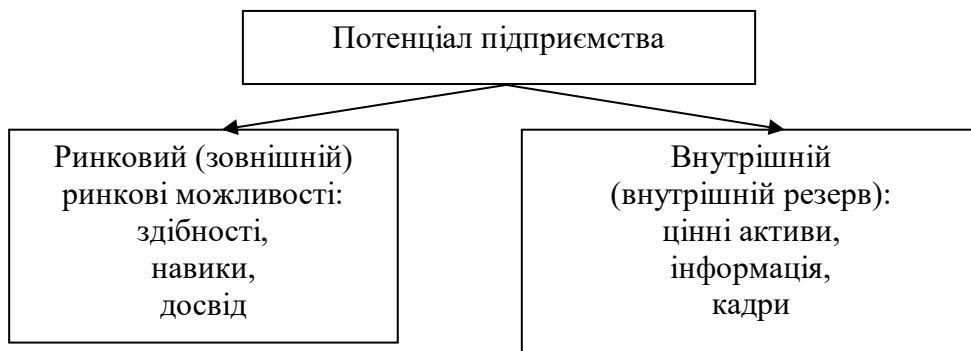 Потенціал підприємства
Ринковий (зовнішній)
ринкові можливості:
здібності,
навики,
досвід
Внутрішній
(внутрішній резерв):
цінні активи,
інформація,
кадри